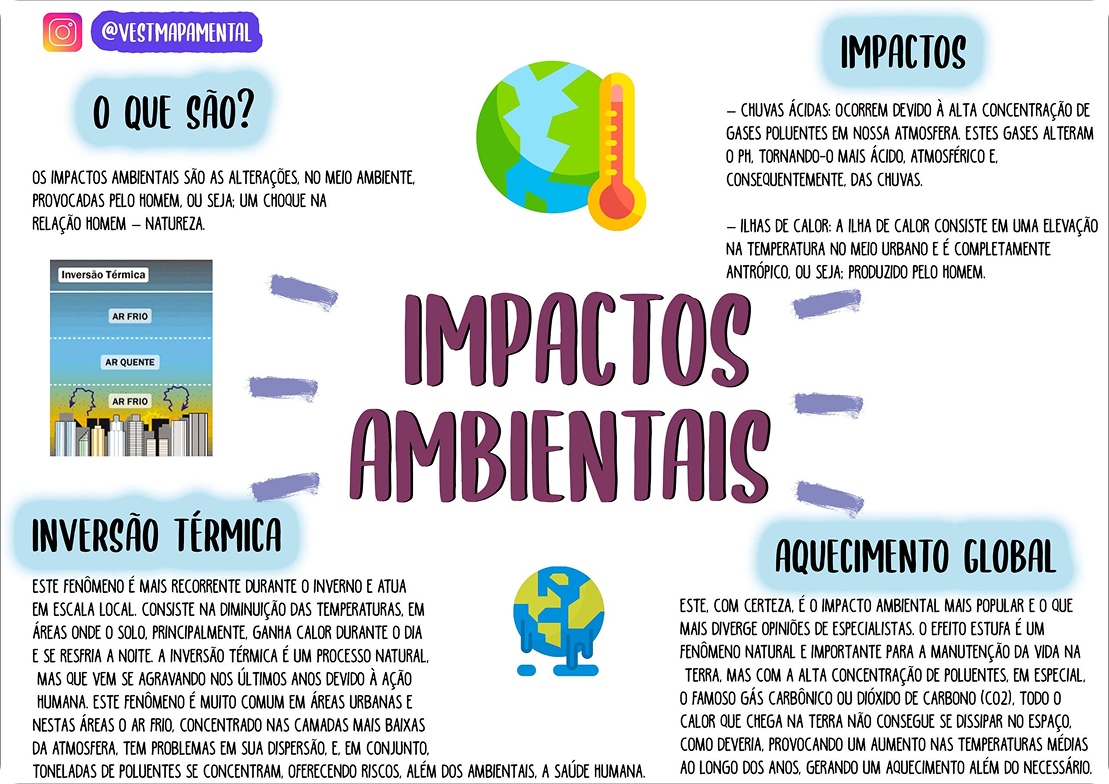 @VESTMAPAMENTAL
O QUE SÃO?
OS IMPACTOS AMBIENTAIS SÃO AS ALTERAÇÕES, NO MEIO AMBIENTE,
PROVOCADAS PELO HOMEM, OU SEJA; UM CHOQUE NA
RELAÇÃO HOMEM – NATUREZA.
Inversão Térmica
AR FRIO
AR QUENTE
AR FRIO
INVERSÃO TÉRMICA
ESTE FENÔMENO É MAIS RECORRENTE DURANTE O INVERNO E ATUA
EM ESCALA LOCAL. CONSISTE NA DIMINUIÇÃO DAS TEMPERATURAS, EM
ÁREAS ONDE O SOLO, PRINCIPALMENTE, GANHA CALOR DURANTE O DIA
E SE RESFRIA A NOITE. A INVERSÃO TÉRMICA É UM PROCESSO NATURAL,
MAS QUE VEM SE AGRAVANDO NOS ÚLTIMOS ANOS DEVIDO À AÇÃO
HUMANA. ESTE FENÔMENO É MUITO COMUM EM ÁREAS URBANAS E
NESTAS ÁREAS O AR FRIO, CONCENTRADO NAS CAMADAS MAIS BAIXAS
DA ATMOSFERA, TEM PROBLEMAS EM SUA DISPERSÃO, E, EM CONJUNTO,
TONELADAS DE POLUENTES SE CONCENTRAM, OFERECENDO RISCOS, ALÉM DOS AMBIENTAIS, A SAÚDE HUMANA.
IMPACTOS
AMBIENTAIS
IMPACTOS
– CHUVAS ÁCIDAS: OCORREM DEVIDO À ALTA CONCENTRAÇÃO DE
GASES POLUENTES EM NOSSA ATMOSFERA. ESTES GASES ALTERAM
O PH, TORNANDO-O MAIS ÁCIDO, ATMOSFÉRICO E,
CONSEQUENTEMENTE, DAS CHUVAS.
– ILHAS DE CALOR: A ILHA DE CALOR CONSISTE EM UMA ELEVAÇÃO
NA TEMPERATURA NO MEIO URBANO E É COMPLETAMENTE
ANTRÓPICO, OU SEJA; PRODUZIDO PELO HOMEM.
AQUECIMENTO GLOBAL
ESTE, COM CERTEZA, É O IMPACTO AMBIENTAL MAIS POPULAR E O QUE
MAIS DIVERGE OPINIÕES DE ESPECIALISTAS. O EFEITO ESTUFA É UM
FENÔMENO NATURAL E IMPORTANTE PARA A MANUTENÇÃO DA VIDA NA
TERRA, MAS COM A ALTA CONCENTRAÇÃO DE POLUENTES, EM ESPECIAL,
O FAMOSO GÁS CARBÔNICO OU DIÓXIDO DE CARBONO (CO2), TODO O
CALOR QUE CHEGA NA TERRA NÃO CONSEGUE SE DISSIPAR NO ESPAÇO,
COMO DEVERIA, PROVOCANDO UM AUMENTO NAS TEMPERATURAS MÉDIAS
AO LONGO DOS ANOS, GERANDO UM AQUECIMENTO ALÉM DO NECESSÁRIO.